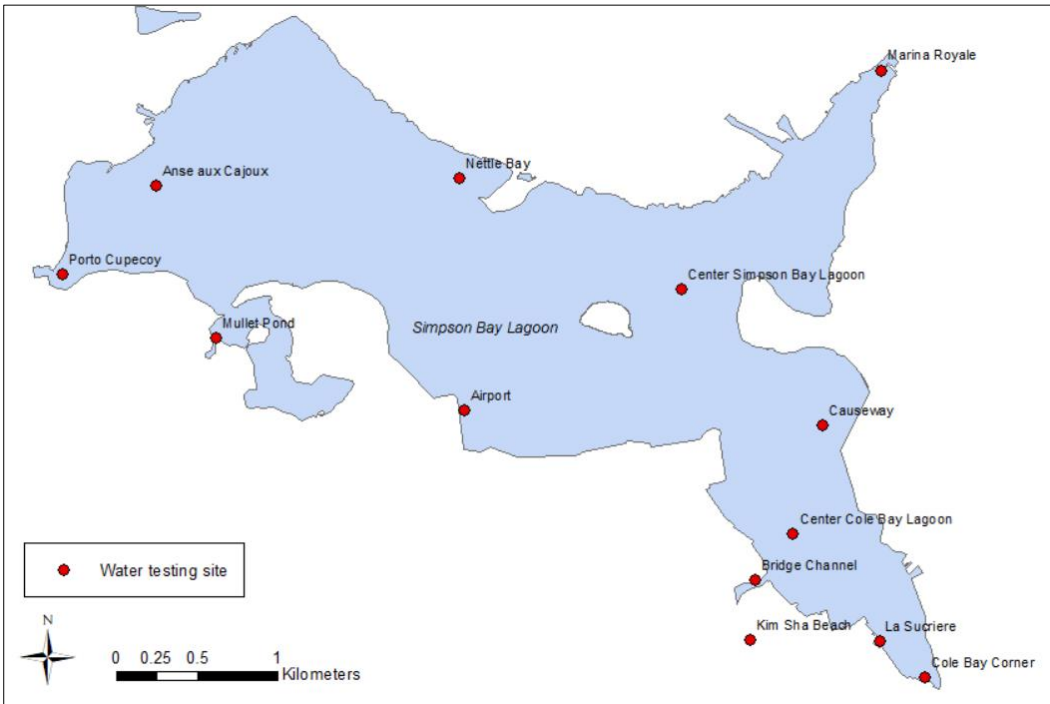 Marina Royale
Nettle Bay
Anse aux Cajoux
Porto Cupecoy
Center Simpson Bay Lagoon
Mullet Pond
Simpson Bay Lagoon
Airport
Causeway
Center Cole Bay Lagoon
Bridge Channel
Kim Sha Beach
La Sucriere
Cole Bay Corner
Water testing site
N
0 0.25 0.5 1
Kilometers